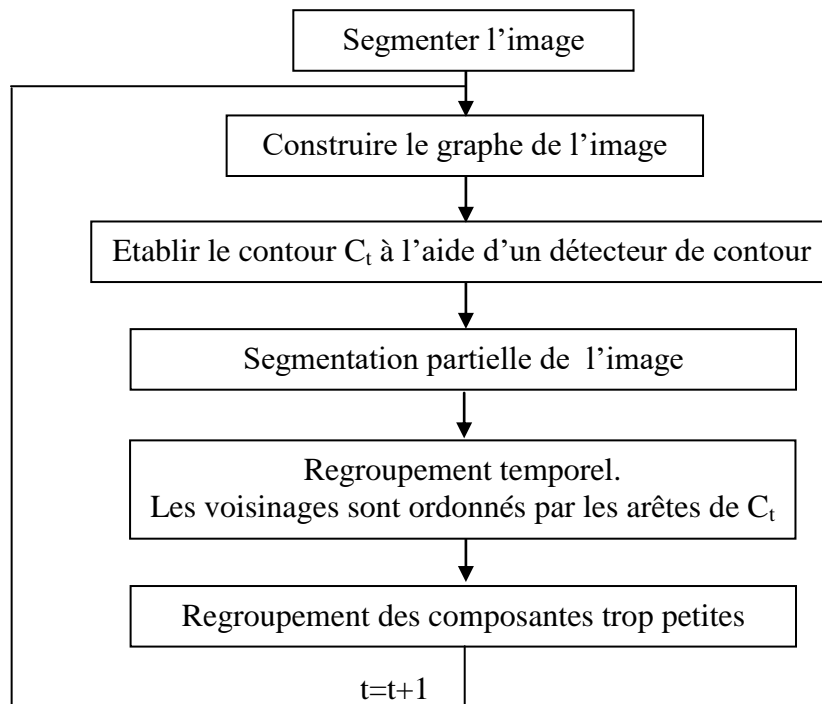 Segmenter l’image
Construire le graphe de l’image
Etablir le contour Cₜ à l’aide d’un détecteur de contour
Segmentation partielle de l’image
Regroupement temporel.
Les voisinages sont ordonnés par les arêtes de Cₜ
Regroupement des composantes trop petites
t=t+1